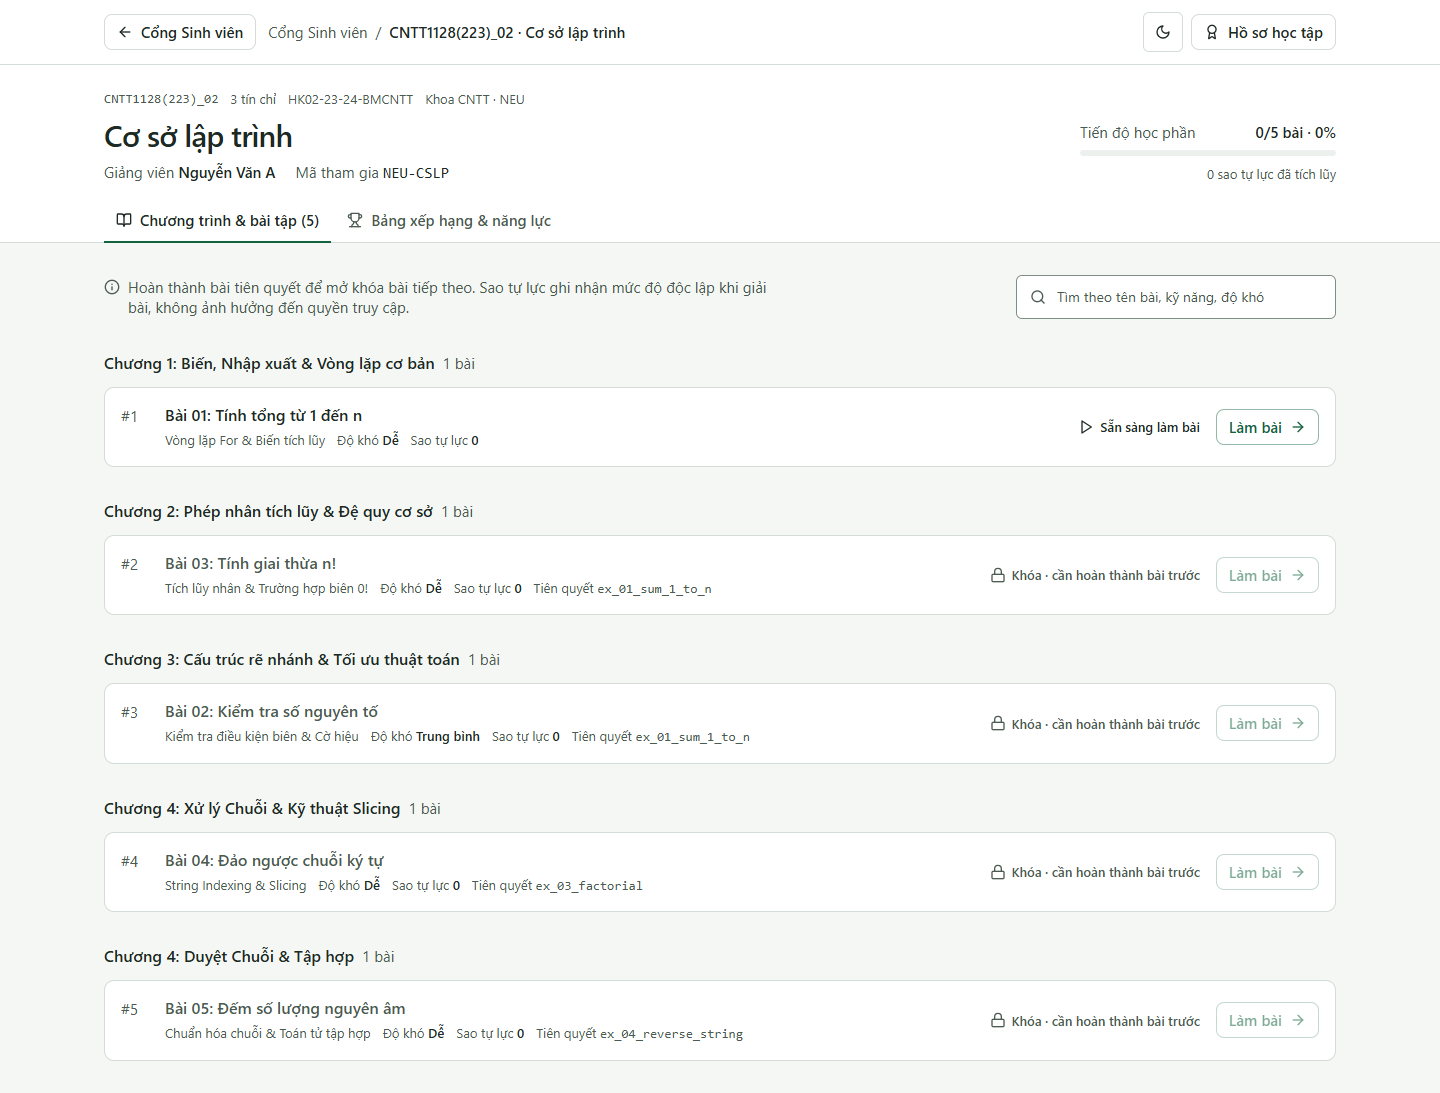 Cổng Sinh viên Cổng Sinh viên / CNTT1128(223)_02 · Cơ sở lập trình Hồ sơ học tập
CNTT1128(223)_02 3 tín chỉ HK02-23-24-BMCNTT Khoa CNTT · NEU
Cơ sở lập trình
Tiến độ học phần 0/5 bài · 0%
Giảng viên Nguyễn Văn A Mã tham gia NEU-CSLP
0 sao tự lực đã tích lũy
Chương trình & bài tập (5) Bảng xếp hạng & năng lực
Hoàn thành bài tiên quyết để mở khóa bài tiếp theo. Sao tự lực ghi nhận mức độ độc lập khi giải
bài, không ảnh hưởng đến quyền truy cập.
Tìm theo tên bài, kỹ năng, độ khó
Chương 1: Biến, Nhập xuất & Vòng lặp cơ bản 1 bài
#1 Bài 01: Tính tổng từ 1 đến n
Vòng lặp For & Biến tích lũy Độ khó Dễ Sao tự lực 0
Sẵn sàng làm bài Làm bài
Chương 2: Phép nhân tích lũy & Đệ quy cơ sở 1 bài
#2 Bài 03: Tính giai thừa n!
Tích lũy nhân & Trường hợp biên 0! Độ khó Dễ Sao tự lực 0 Tiên quyết ex_01_sum_1_to_n
Khóa · cần hoàn thành bài trước Làm bài
Chương 3: Cấu trúc rẽ nhánh & Tối ưu thuật toán 1 bài
#3 Bài 02: Kiểm tra số nguyên tố
Kiểm tra điều kiện biên & Cờ hiệu Độ khó Trung bình Sao tự lực 0 Tiên quyết ex_01_sum_1_to_n
Khóa · cần hoàn thành bài trước Làm bài
Chương 4: Xử lý Chuỗi & Kỹ thuật Slicing 1 bài
#4 Bài 04: Đảo ngược chuỗi ký tự
String Indexing & Slicing Độ khó Dễ Sao tự lực 0 Tiên quyết ex_03_factorial
Khóa · cần hoàn thành bài trước Làm bài
Chương 4: Duyệt Chuỗi & Tập hợp 1 bài
#5 Bài 05: Đếm số lượng nguyên âm
Chuẩn hóa chuỗi & Toán tử tập hợp Độ khó Dễ Sao tự lực 0 Tiên quyết ex_04_reverse_string
Khóa · cần hoàn thành bài trước Làm bài